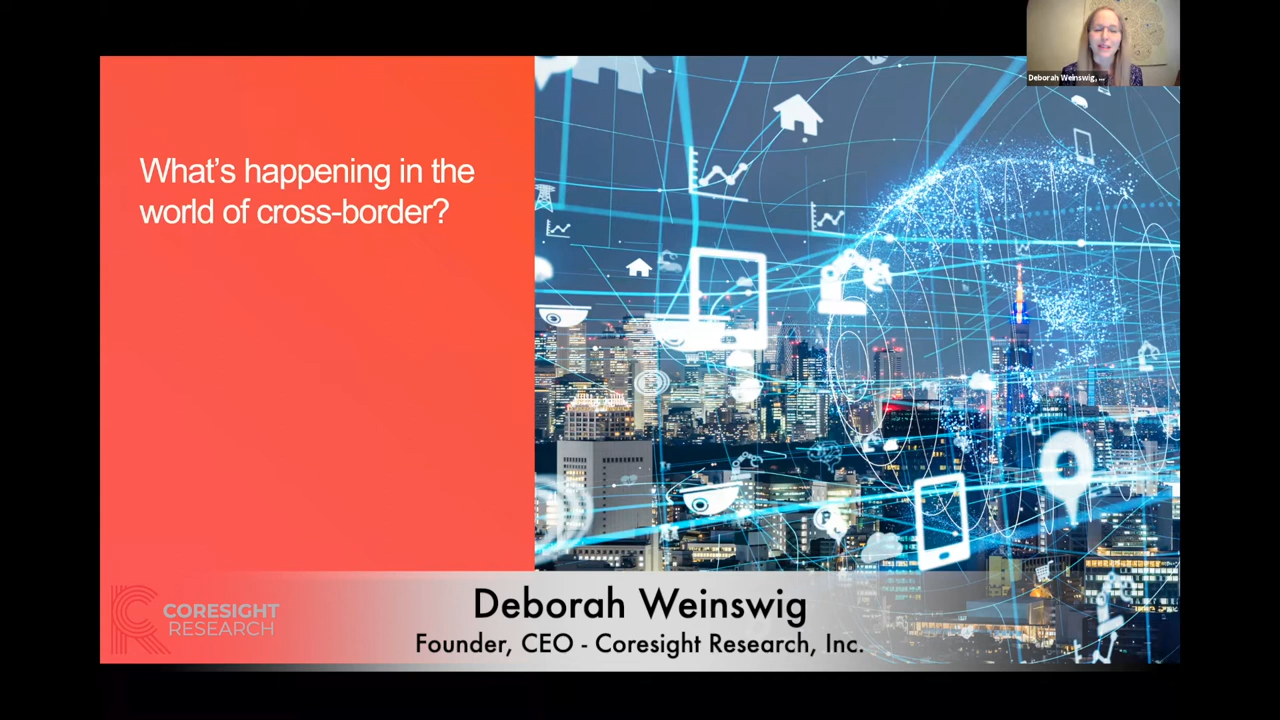 Deborah Weinswig, ...
What's happening in the
world of cross-border?
Deborah Weinswig
Founder, CEO - Coresight Research, Inc.
CORESIGHT
RESEARCH